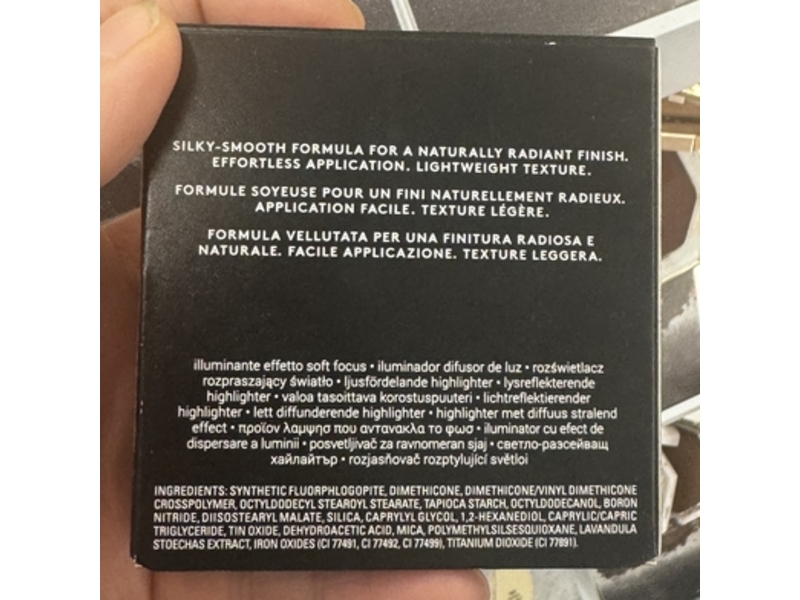 SILKY-SMOOTH FORMULA FOR A NATURALLY RADIANT FINISH.
EFFORTLESS APPLICATION. LIGHTWEIGHT TEXTURE.
FORMULE SOYEUSE POUR UN FINI NATURELLEMENT RADIEUX.
APPLICATION FACILE. TEXTURE LÉGÈRE.
FORMULA VELLUTATA PER UNA FINITURA RADIOSA E
NATURALE. FACILE APPLICAZIONE. TEXTURE LEGGERA.
illuminante effetto soft focus • iluminador difusor de luz • rozświetlacz
rozpraszający światło • ljusfördelande highlighter • lysreflekterende
highlighter • valoa tasoittava korostuspuuteri • lichtreflektierender
highlighter • lett diffunderende highlighter • highlighter met diffuus stralend
effect • προϊον λαμψησ που αντανακλα το φωσ • iluminator cu efect de
dispersare a luminii • posvetljivač za ravnomeran sjaj • светло-разсейващ
хайлайтър • rozjasňovač rozptylující světloi
INGREDIENTS: SYNTHETIC FLUORPHLOGOPITE, DIMETHICONE, DIMETHICONE/VINYL DIMETHICONE
CROSSPOLYMER, OCTYLDODECYL STEAROYL STEARATE, TAPIOCA STARCH, OCTYLDODECANOL, BORON
NITRIDE, DIISOSTEARYL MALATE, SILICA, CAPRYLYL GLYCOL, 1,2-HEXANEDIOL, CAPRYLIC/CAPRIC
TRIGLYCERIDE, TIN OXIDE, DEHYDROACETIC ACID, MICA, POLYMETHYLSILSESQUIOXANE, LAVANDULA
STOECHAS EXTRACT, IRON OXIDES (CI 77491, CI 77492, CI 77499), TITANIUM DIOXIDE (CI 77891).